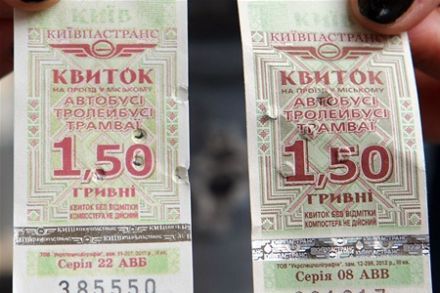 КИЇВПАСТРАНС
КВИТОК
НА ПРОЇЗД У МІСЬКОМУ
АВТОБУСІ
ТРОЛЕЙБУСІ
ТРАМВАЇ
1,50
ГРИВНІ
КВИТОК БЕЗ ВІДМІТКИ
КОМПОСТЕРА НЕ ДІЙСНИЙ
Серія 22 АВБ
385550
КИЇВПАСТРАНС
КВИТОК
НА ПРОЇЗД У МІСЬКОМУ
АВТОБУСІ
ТРОЛЕЙБУСІ
ТРАМВАЇ
1,50
ГРИВНІ
КВИТОК БЕЗ ВІДМІТКИ
КОМПОСТЕРА НЕ ДІЙСНИЙ
Серія 08 АВВ